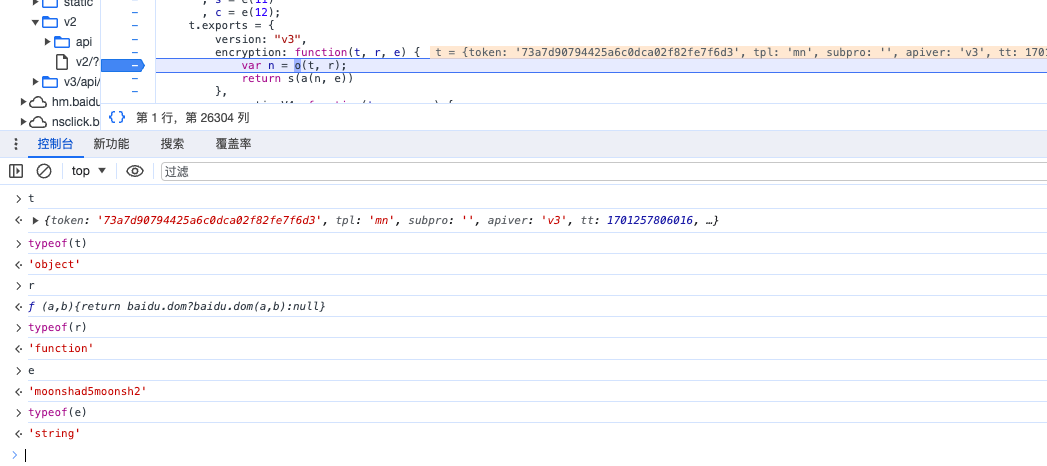 static
v2
api
v2/?
v3/api/
hm.baidu
nsclick.b
, c = e(12);
t.exports = {
version: "v3",
encryption: function(t, r, e) { t = {token: '73a7d90794425a6c0dca02f82fe7f6d3', tpl: 'mn', subpro: '', apiver: 'v3', tt: 1701
var n = o(t, r);
return s(a(n, e))
},
{} 第 1 行，第 26304 列
控制台 新功能 搜索 覆盖率
top 过滤
t
{token: '73a7d90794425a6c0dca02f82fe7f6d3', tpl: 'mn', subpro: '', apiver: 'v3', tt: 1701257806016, …}
typeof(t)
'object'
r
ƒ (a,b){return baidu.dom?baidu.dom(a,b):null}
typeof(r)
'function'
e
'moonshad5moonsh2'
typeof(e)
'string'